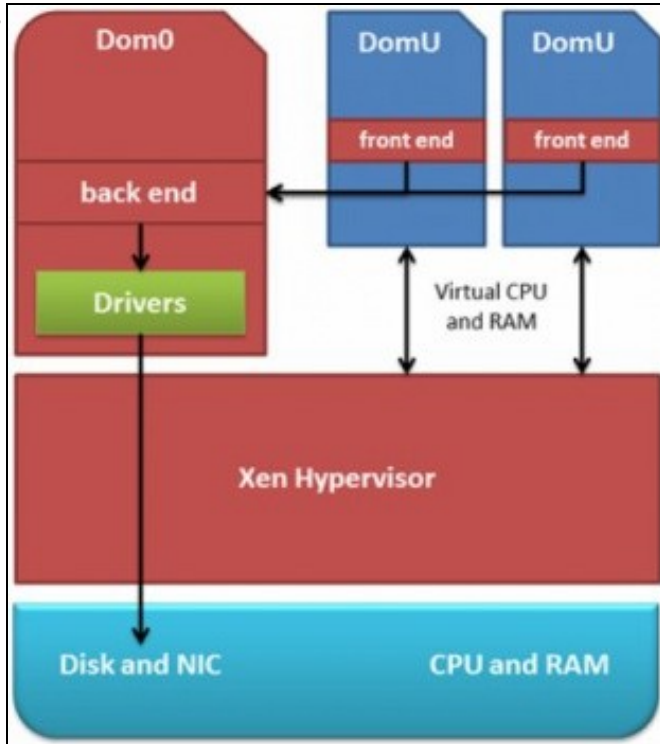 Dom0
DomU
DomU
front end
front end
back end
Drivers
Virtual CPU
and RAM
Xen Hypervisor
Disk and NIC
CPU and RAM